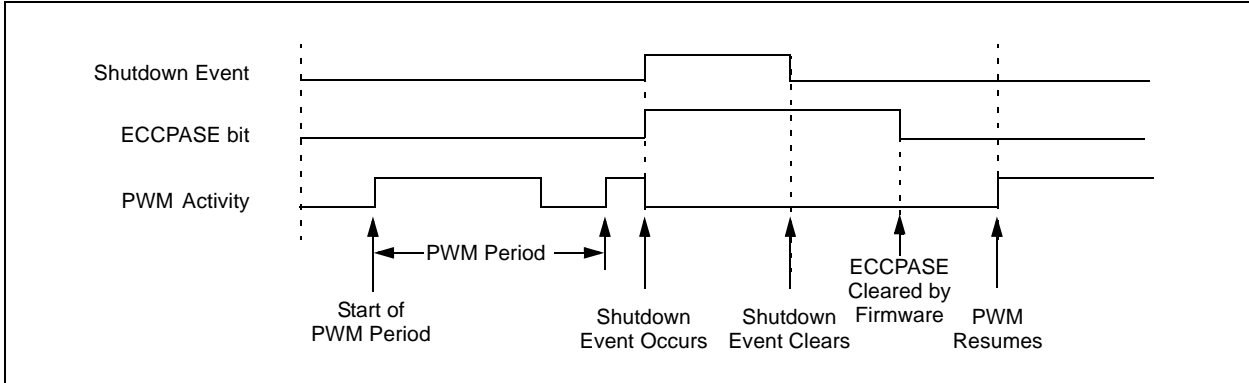 Shutdown Event
ECCPASE bit
PWM Activity
PWM Period
Start of
PWM Period
Shutdown
Event Occurs
Shutdown
Event Clears
ECCPASE
Cleared by
Firmware
PWM
Resumes